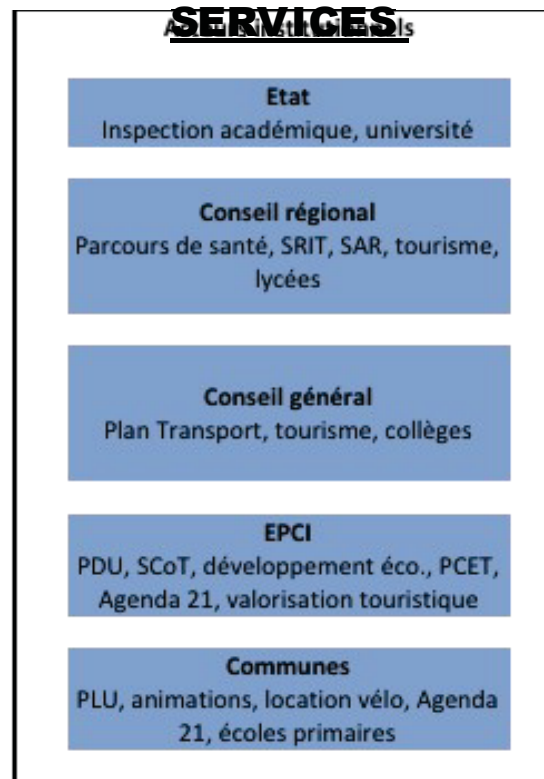 SERVICES
Acteurs institutionnels
Etat
Inspection académique, université
Conseil régional
Parcours de santé, SRIT, SAR, tourisme,
lycées
Conseil général
Plan Transport, tourisme, collèges
EPCI
PDU, SCoT, développement éco., PCET,
Agenda 21, valorisation touristique
Communes
PLU, animations, location vélo, Agenda
21, écoles primaires